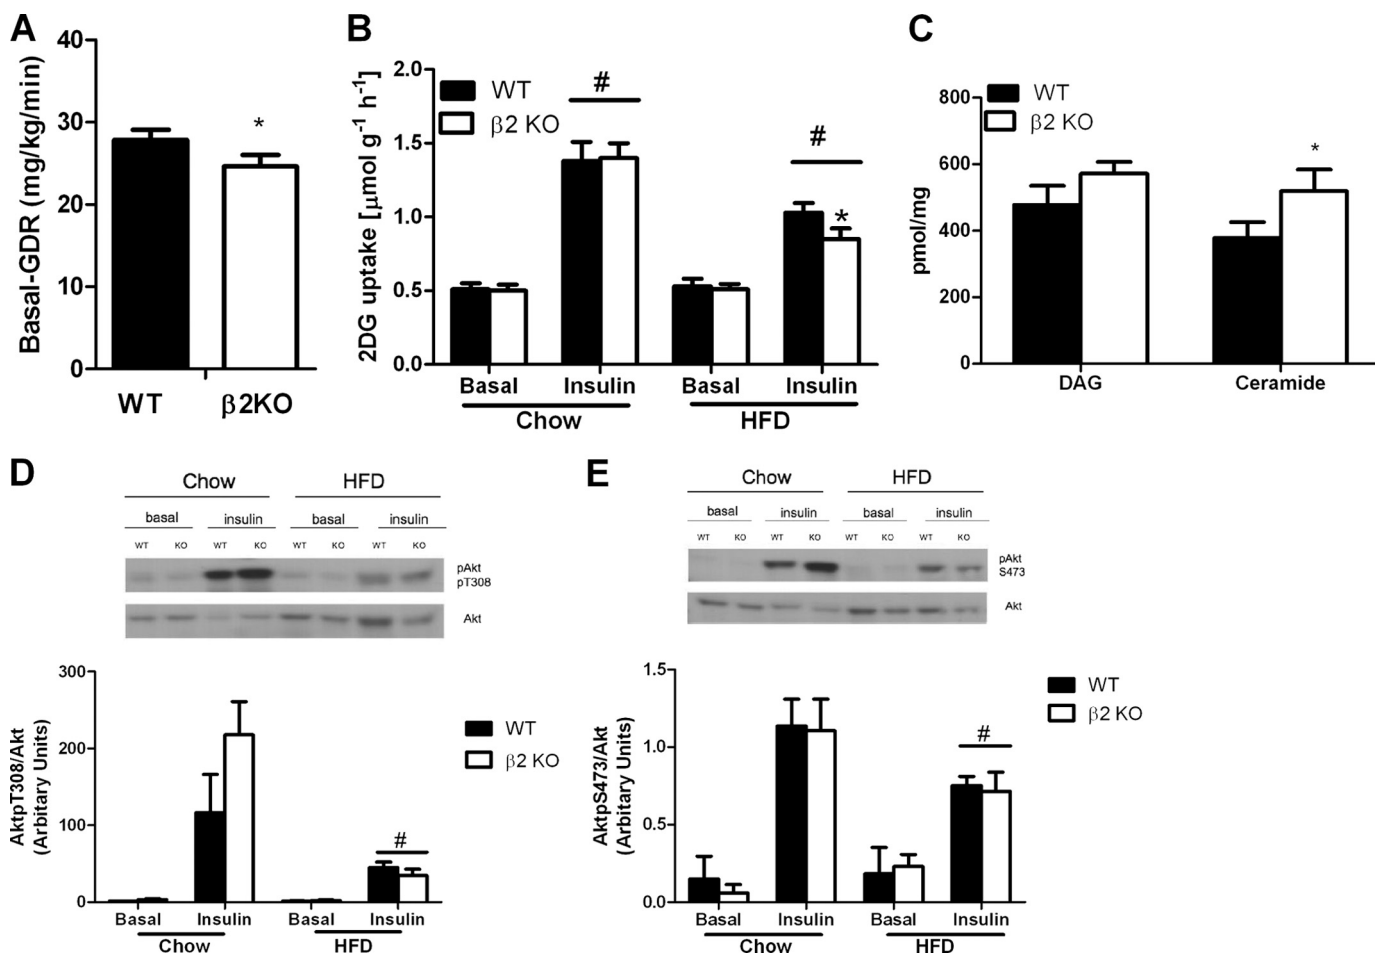 A
Basal-GDR (mg/kg/min)
40
30
20
10
0
*
WT
β2KO
B
2DG uptake [μmol g⁻¹ h⁻¹]
2.0
1.5
1.0
0.5
0.0
WT
β2 KO
#
#
*
Basal
Insulin
Basal
Insulin
Chow
HFD
C
pmol/mg
800
600
400
200
0
WT
β2 KO
*
DAG
Ceramide
D
Chow
HFD
basal
insulin
basal
insulin
WT
KO
WT
KO
WT
KO
WT
KO
pAkt
pT308
Akt
AktpT308/Akt
(Arbitary Units)
300
200
100
0
WT
β2 KO
#
Basal
Insulin
Basal
Insulin
Chow
HFD
E
Chow
HFD
basal
insulin
basal
insulin
WT
KO
WT
KO
WT
KO
WT
KO
pAkt
S473
Akt
AktpS473/Akt
(Arbitary Units)
1.5
1.0
0.5
0.0
WT
β2 KO
#
Basal
Insulin
Basal
Insulin
Chow
HFD